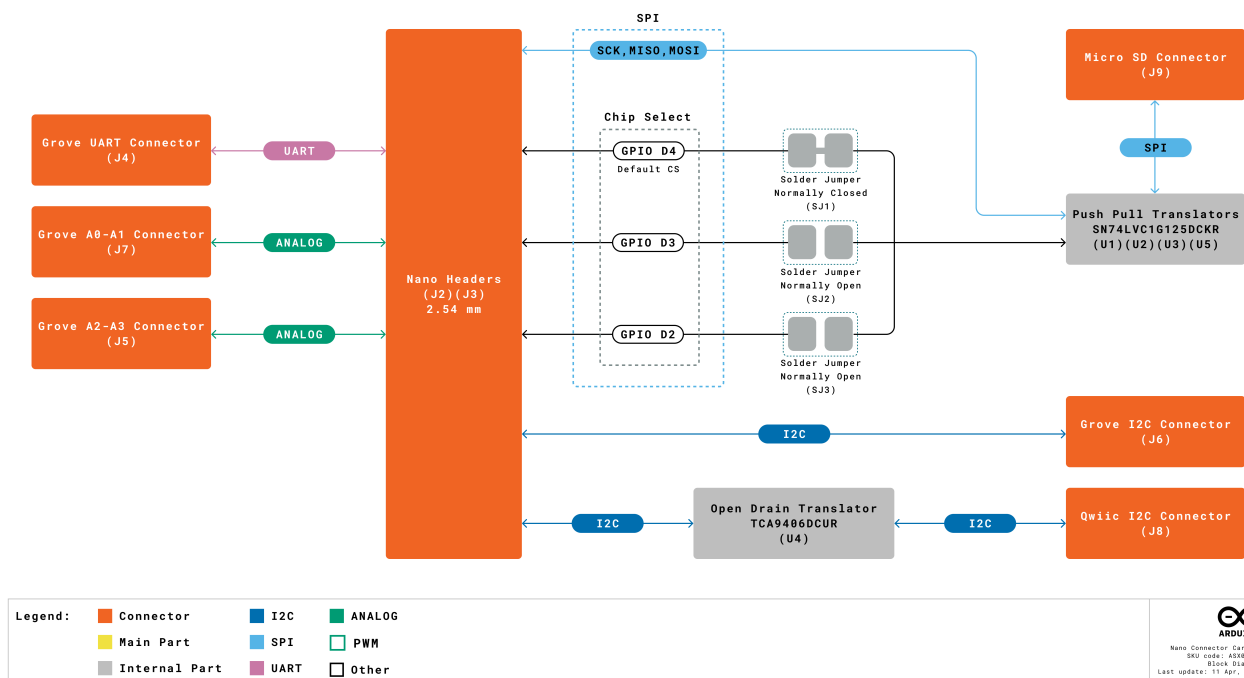 SPI
SCK,MISO,MOSI
Micro SD Connector
(J9)
Chip Select
Grove UART Connector
(J4)
UART
GPIO D4
Default CS
SPI
Solder Jumper
Normally Closed
(SJ1)
Push Pull Translators
SN74LVC1G125DCKR
(U1)(U2)(U3)(U5)
Grove A0-A1 Connector
(J7)
ANALOG
GPIO D3
Solder Jumper
Normally Open
(SJ2)
Nano Headers
(J2)(J3)
2.54 mm
Grove A2-A3 Connector
(J5)
ANALOG
GPIO D2
Solder Jumper
Normally Open
(SJ3)
I2C
Grove I2C Connector
(J6)
I2C
Open Drain Translator
TCA9406DCUR
(U4)
I2C
Qwiic I2C Connector
(J8)
Legend:
Connector
I2C
ANALOG
Main Part
SPI
PWM
Internal Part
UART
Other
Nano Connector
SKU code:
Block
Last update: 11 Apr,